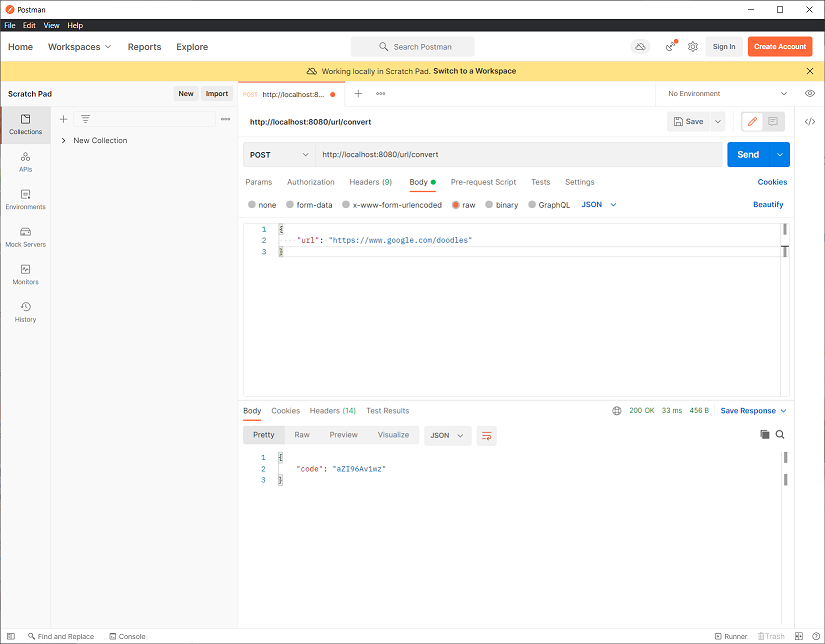 Postman
File Edit View Help
Home Workspaces Reports Explore Search Postman Sign In Create Account
Working locally in Scratch Pad. Switch to a Workspace
Scratch Pad New Import
POST http://localhost:8... No Environment
Collections
APIs
Environments
Mock Servers
Monitors
History
New Collection
http://localhost:8080/url/convert Save
POST http://localhost:8080/url/convert Send
Params Authorization Headers (9) Body Pre-request Script Tests Settings Cookies
none form-data x-www-form-urlencoded raw binary GraphQL JSON Beautify
1 {
2 "url": "https://www.google.com/doodles"
3 }
Body Cookies Headers (14) Test Results 200 OK 33 ms 456 B Save Response
Pretty Raw Preview Visualize JSON
1 {
2 "code": "aZI96Aviwz"
3 }
Find and Replace Console Runner Trash